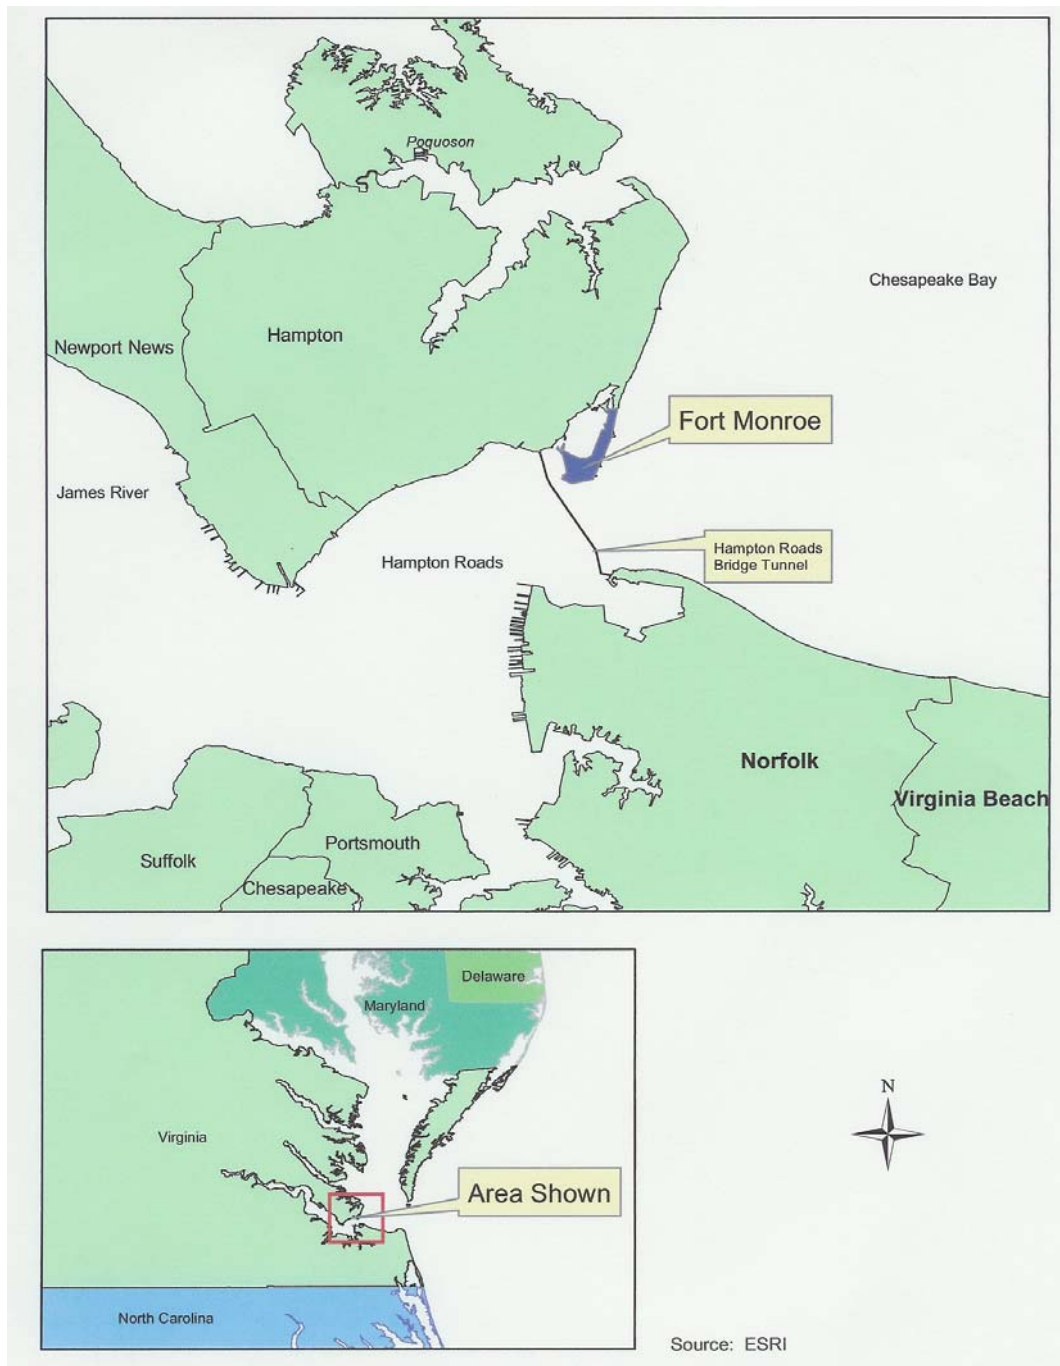 Poquoson
Chesapeake Bay
Hampton
Newport News
Fort Monroe
James River
Hampton Roads
Hampton Roads
Bridge Tunnel
Norfolk
Virginia Beach
Portsmouth
Suffolk
Chesapeake
Delaware
Maryland
N
Virginia
Area Shown
North Carolina
Source: ESRI